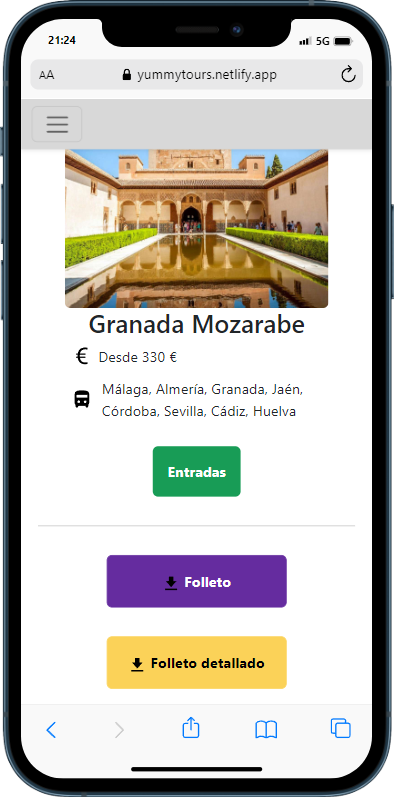 21:24
5G
AA
yummytours.netlify.app
Granada Mozarabe
€ Desde 330 €
Málaga, Almería, Granada, Jaén,
Córdoba, Sevilla, Cádiz, Huelva
Entradas
Folleto
Folleto detallado